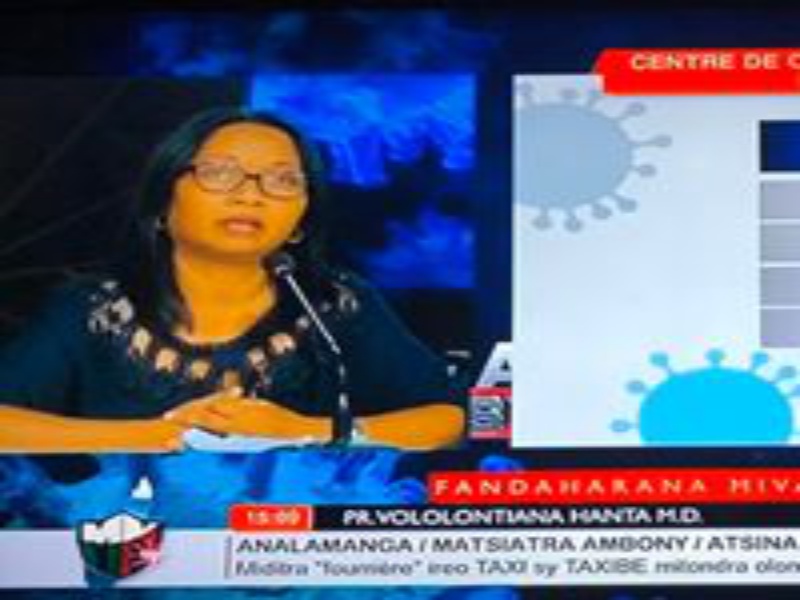 CENTRE DE
FANDAHARANA MIVA
15:09 PR. VOLOLONTIANA HANTA M.D.
ANALAMANGA / MATSIATRA AMBONY / ATSINA
Miditra "fourrière" ireo TAXI sy TAXIBE mitondra olon